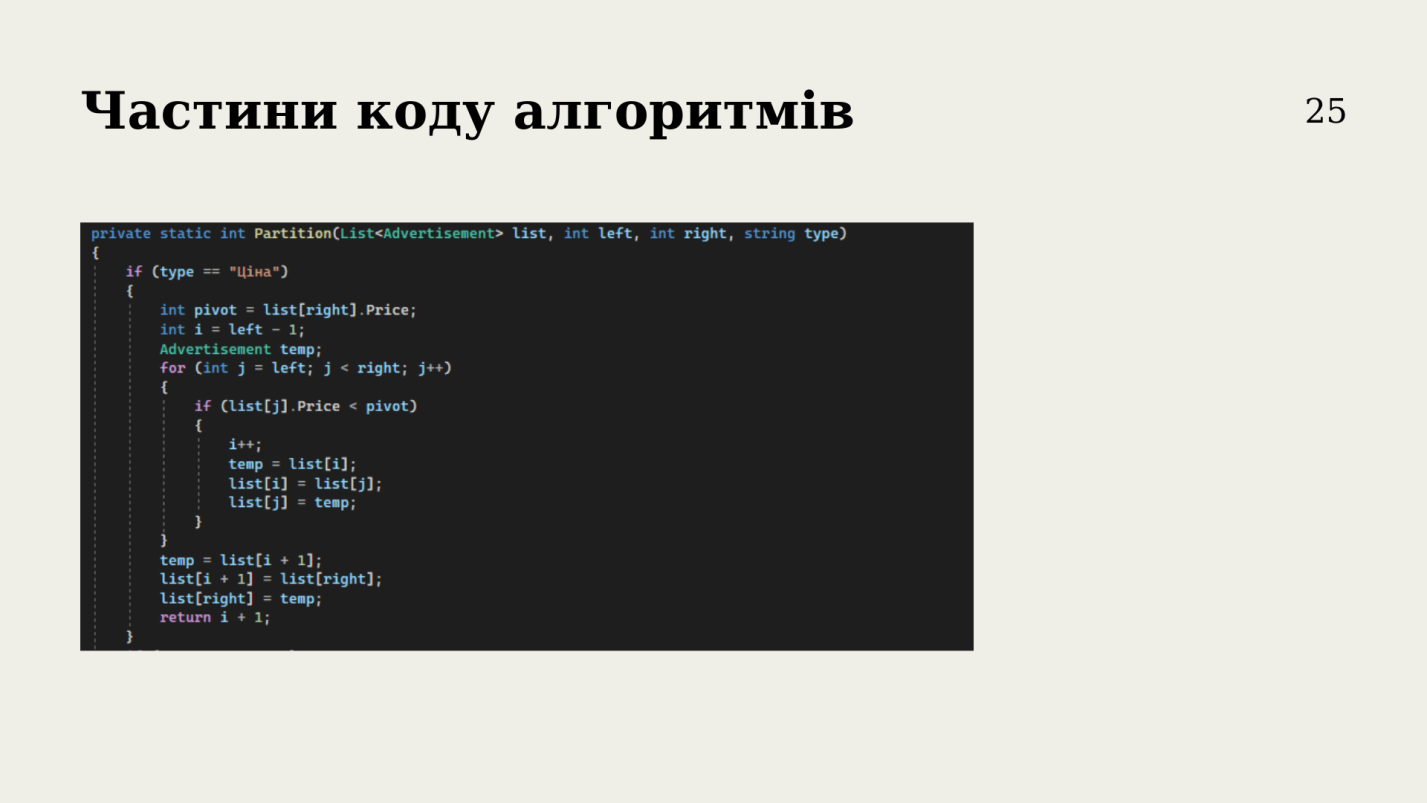 Частини коду алгоритмів
25
private static int Partition(List<Advertisement> list, int left, int right, string type)
{
if (type == "Ціна")
{
int pivot = list[right].Price;
int i = left - 1;
Advertisement temp;
for (int j = left; j < right; j++)
{
if (list[j].Price < pivot)
{
i++;
temp = list[i];
list[i] = list[j];
list[j] = temp;
}
}
temp = list[i + 1];
list[i + 1] = list[right];
list[right] = temp;
return i + 1;
}